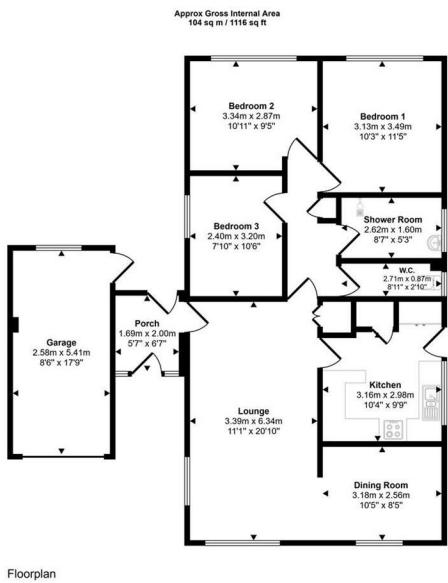 Approx Gross Internal Area
104 sq m / 1116 sq ft
Bedroom 2
3.34m x 2.87m
10'11" x 9'5"
Bedroom 1
3.13m x 3.49m
10'3" x 11'5"
Bedroom 3
2.40m x 3.20m
7'10" x 10'6"
Shower Room
2.62m x 1.60m
8'7" x 5'3"
W.C.
2.71m x 0.87m
8'11" x 2'10"
Porch
1.69m x 2.00m
5'7" x 6'7"
Garage
2.58m x 5.41m
8'6" x 17'9"
Kitchen
3.16m x 2.98m
10'4" x 9'9"
Lounge
3.39m x 6.34m
11'1" x 20'10"
Dining Room
3.18m x 2.56m
10'5" x 8'5"
Floorplan